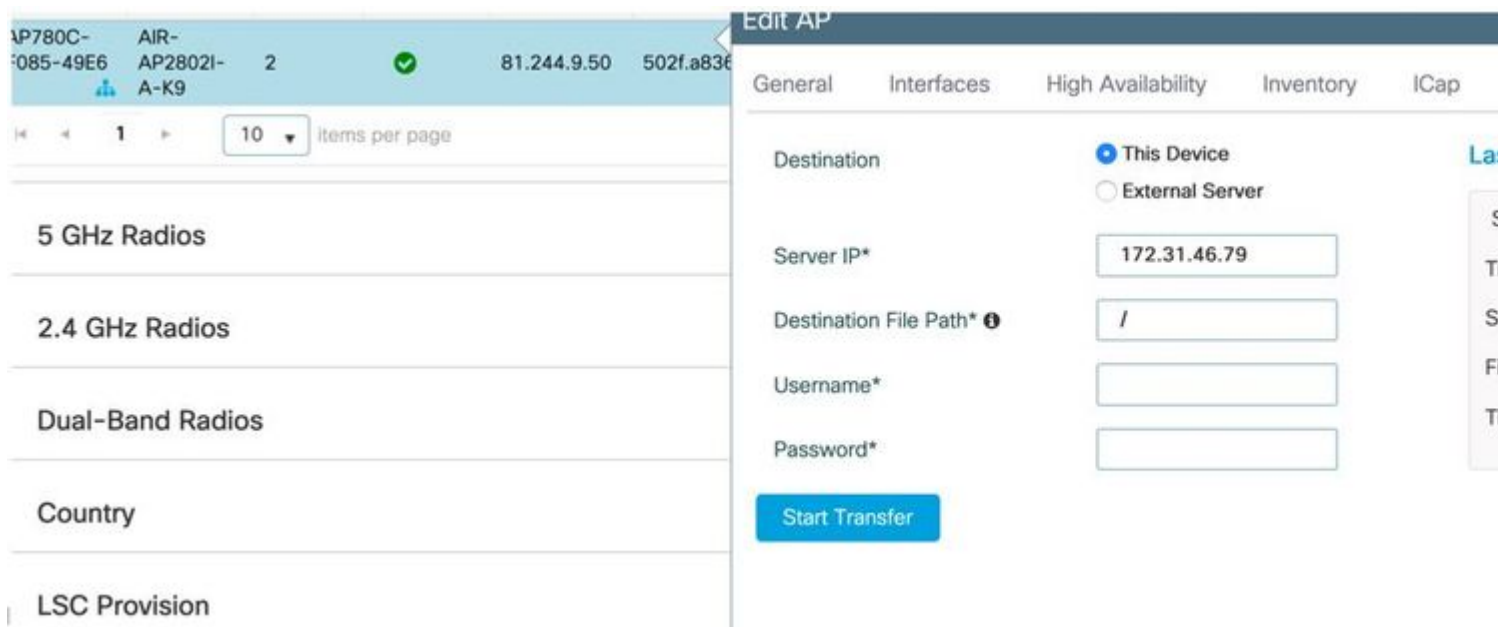 Edit AP
AP780C- AIR-
F085-49E6 AP2802I- 2 81.244.9.50 502f.a836
A-K9
1 10 items per page
5 GHz Radios
2.4 GHz Radios
Dual-Band Radios
Country
LSC Provision
General Interfaces High Availability Inventory ICap
Destination This Device
External Server
Server IP* 172.31.46.79
Destination File Path* /
Username*
Password*
Start Transfer